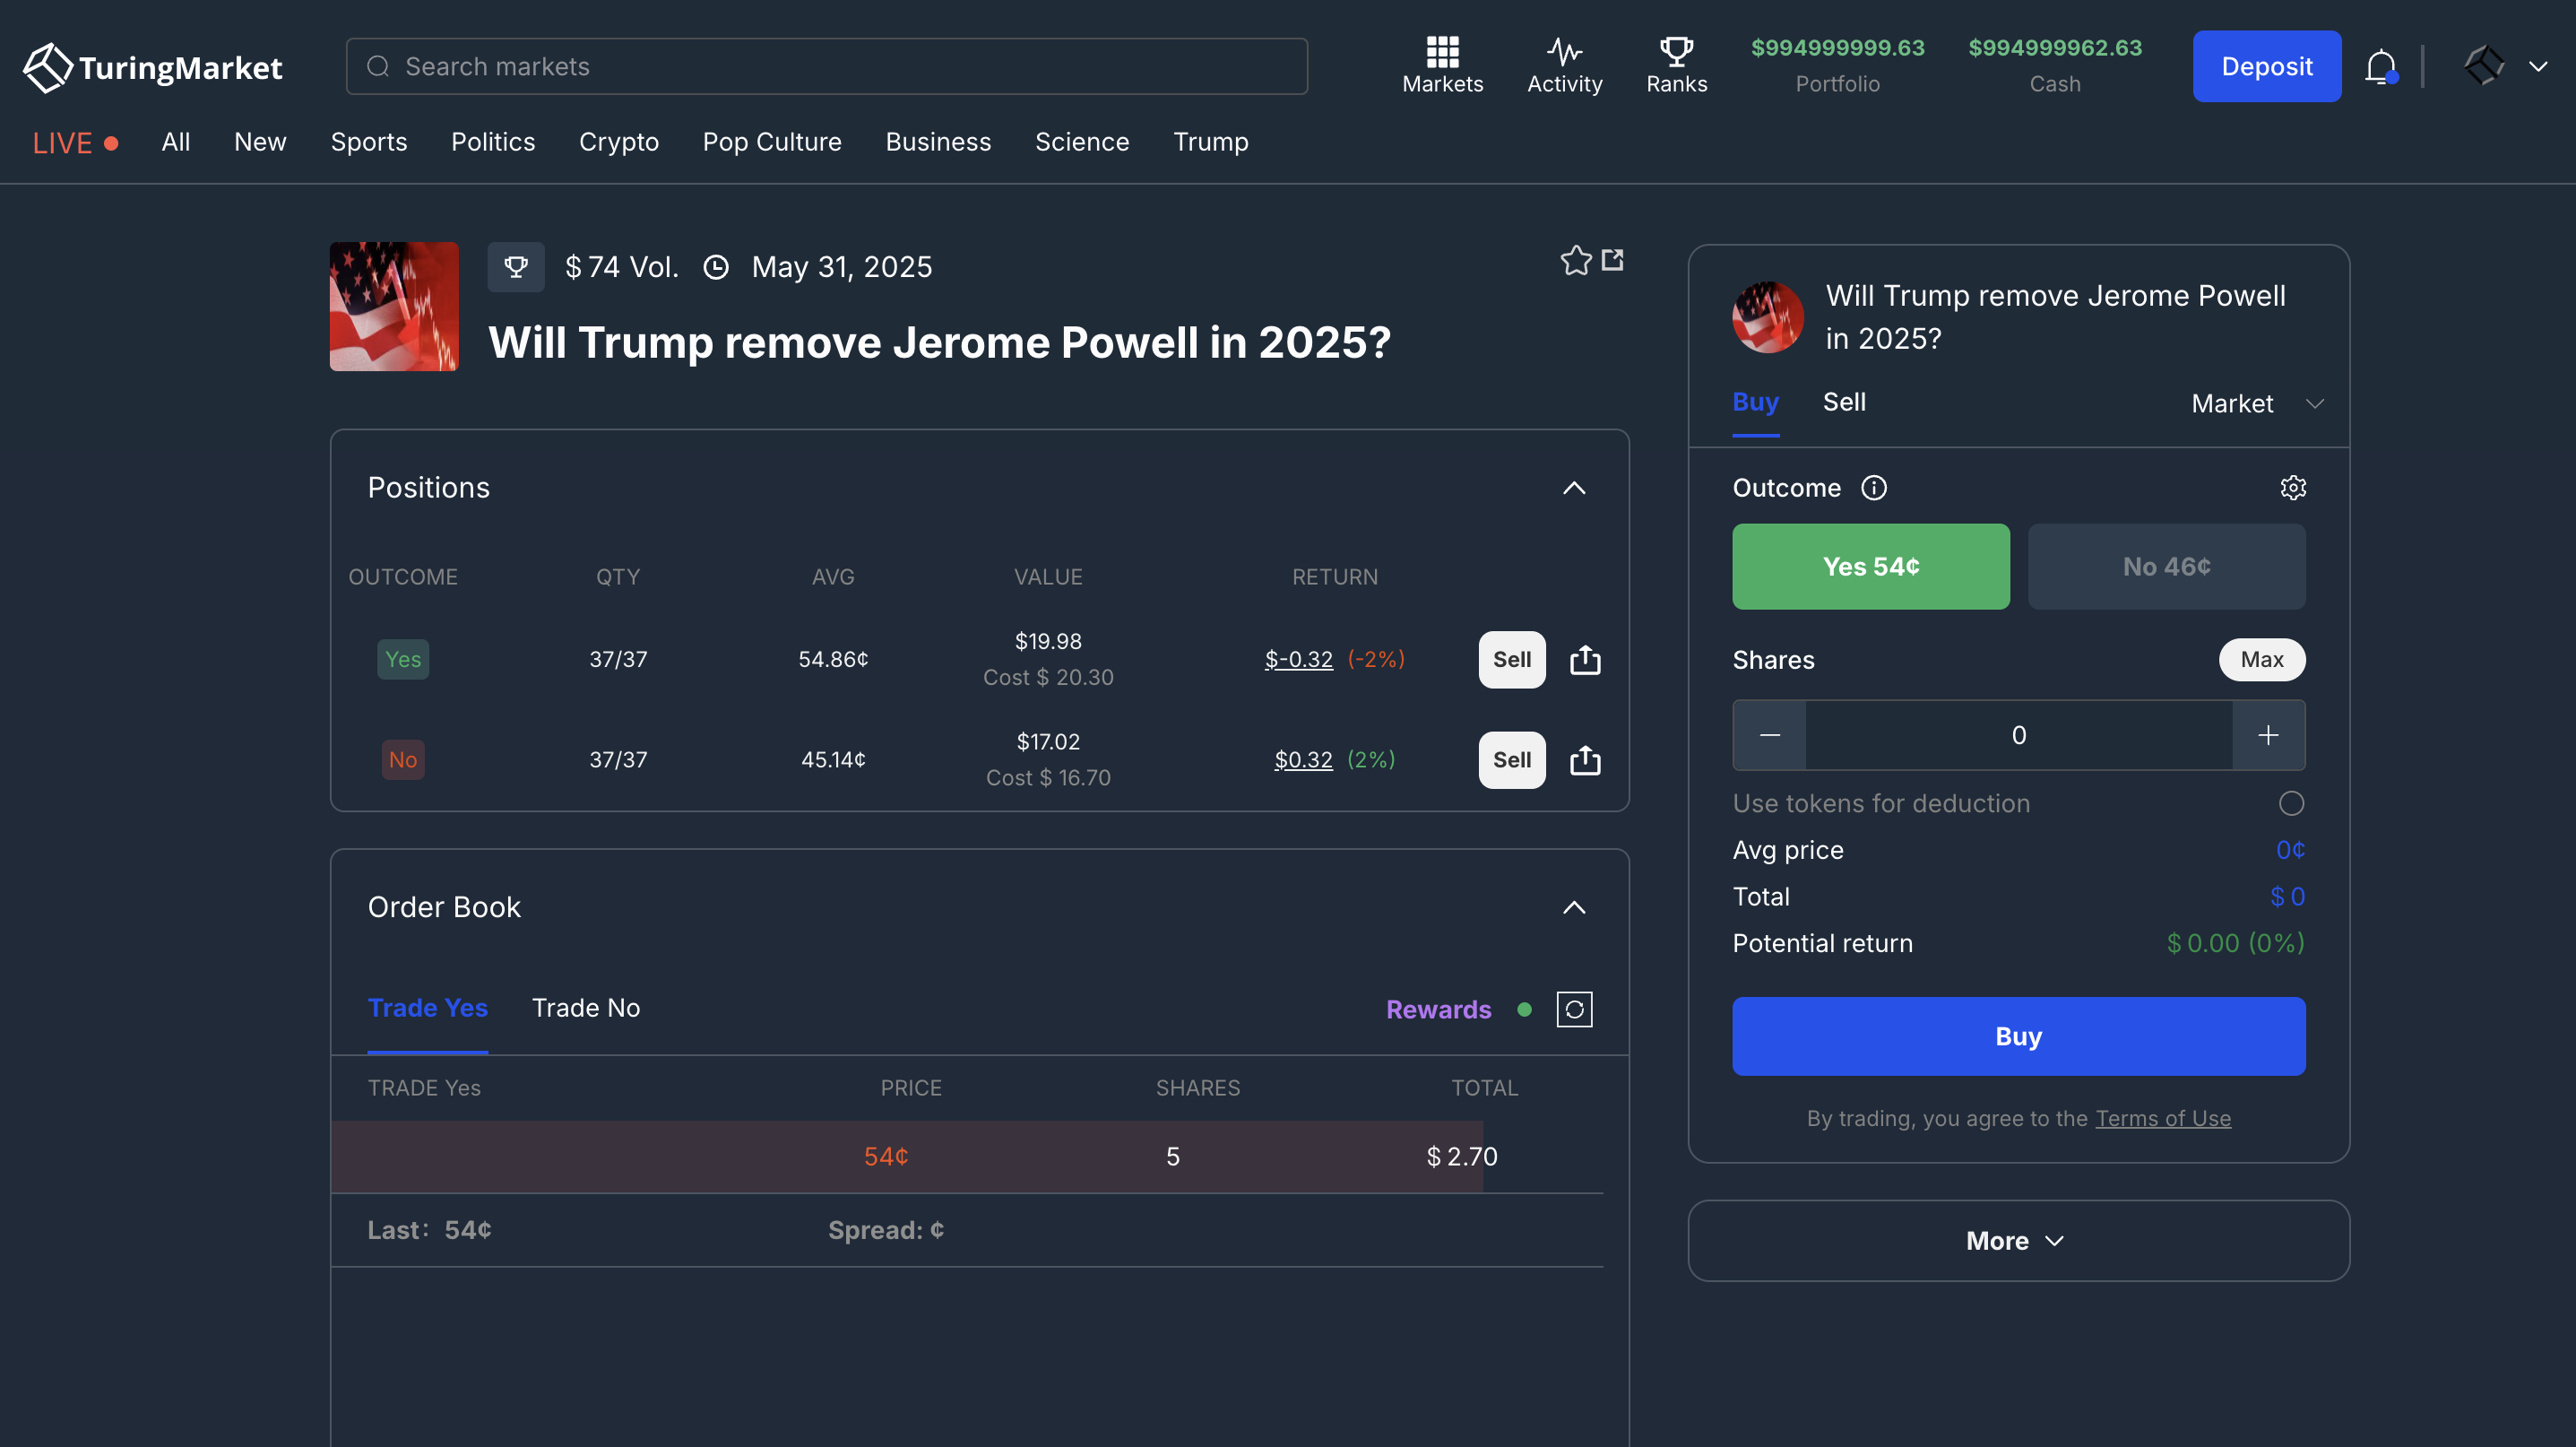 TuringMarket
Search markets
Markets
Activity
Ranks
$994999999.63
Portfolio
$994999962.63
Cash
Deposit
LIVE
All
New
Sports
Politics
Crypto
Pop Culture
Business
Science
Trump
$ 74 Vol.
May 31, 2025
Will Trump remove Jerome Powell in 2025?
Positions
OUTCOME QTY AVG VALUE RETURN
Yes 37/37 54.86¢ $19.98 $-0.32 (-2%) Sell
Cost $ 20.30
No 37/37 45.14¢ $17.02 $0.32 (2%) Sell
Cost $ 16.70
Order Book
Trade Yes Trade No Rewards
TRADE Yes PRICE SHARES TOTAL
54¢ 5 $ 2.70
Last: 54¢ Spread: ¢
Will Trump remove Jerome Powell
in 2025?
Buy Sell Market
Outcome
Yes 54¢ No 46¢
Shares Max
0
Use tokens for deduction
Avg price 0¢
Total $ 0
Potential return $ 0.00 (0%)
Buy
By trading, you agree to the Terms of Use
More